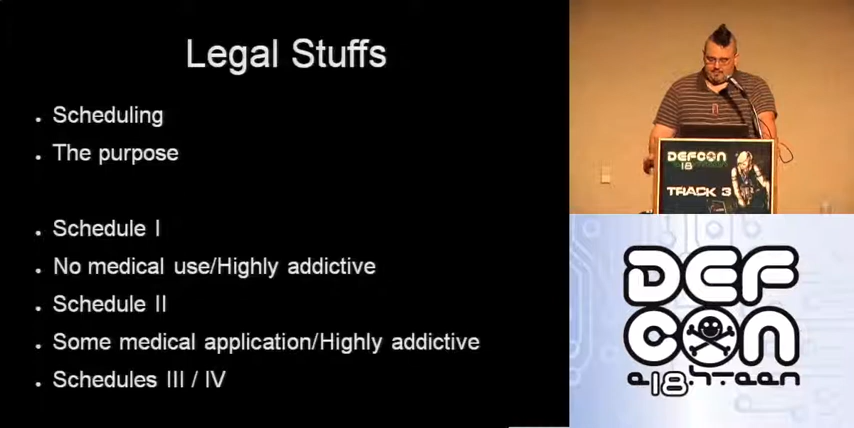 Legal Stuffs
Scheduling
The purpose
Schedule I
No medical use/Highly addictive
Schedule II
Some medical application/Highly addictive
Schedules III / IV
DEFCON
18
TRACK 3
DEF
CON
e.18.h-teen